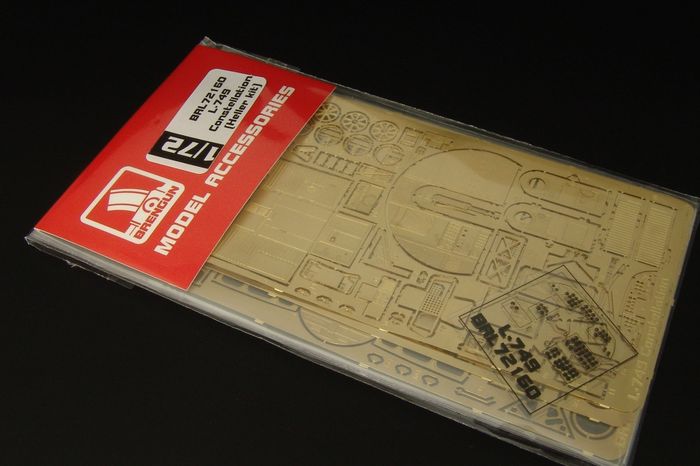 BRL72160
L-749
Constellation
(Heller kit)
1/72
BRENGUN
MODEL ACCESSORIES
L-749
BRL72160
L-749 Constellation